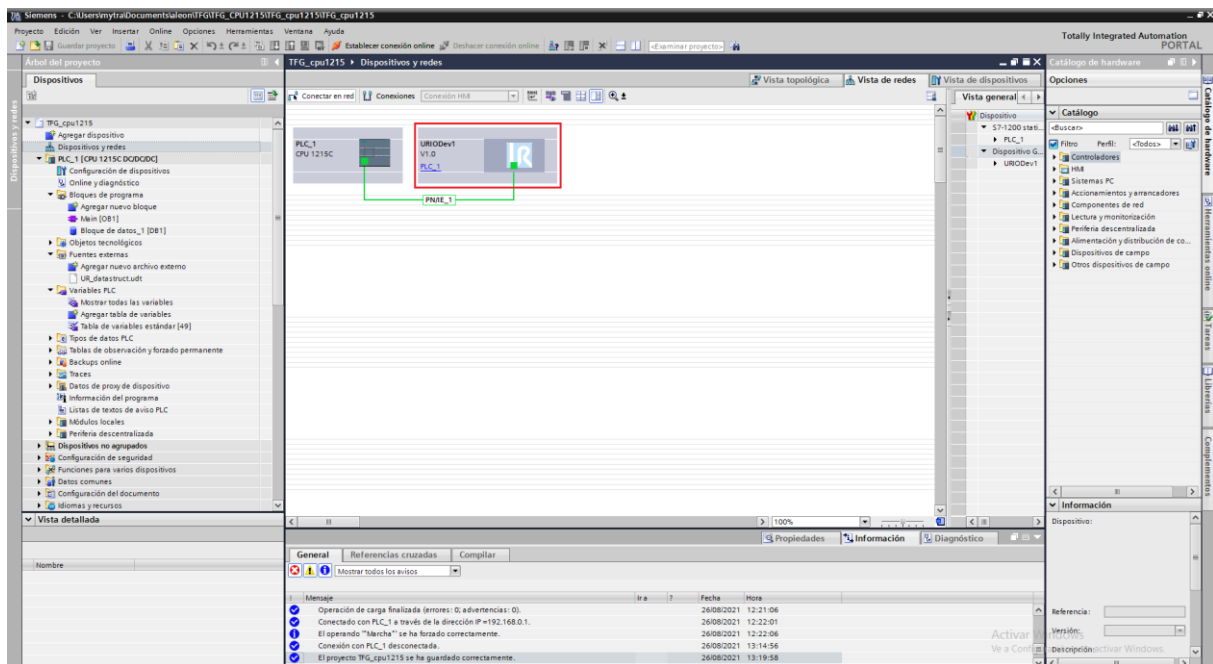 Siemens - C:\Users\mytra\Documents\aleon\TFG\TFG_CPU1215\TFG_cpu1215\TFG_cpu1215
Proyecto Edición Ver Insertar Online Opciones Herramientas Ventana Ayuda
Guardar proyecto Establecer conexión online Deshacer conexión online <Examinar proyecto>
Totally Integrated Automation
PORTAL
Árbol del proyecto
TFG_cpu1215 Dispositivos y redes
Catálogo de hardware
Dispositivos
Vista topológica Vista de redes Vista de dispositivos
Opciones
Conectar en red Conexiones Conexión HMI
Vista general
Dispositivos y redes
TFG_cpu1215
Agregar dispositivo
Dispositivos y redes
PLC_1 [CPU 1215C DC/DC/DC]
Configuración de dispositivos
Online y diagnóstico
Bloques de programa
Agregar nuevo bloque
Main [OB1]
Bloque de datos_1 [DB1]
Objetos tecnológicos
Fuentes externas
Agregar nuevo archivo externo
UR_datastruct.udt
Variables PLC
Mostrar todas las variables
Agregar tabla de variables
Tabla de variables estándar [49]
Tipos de datos PLC
Tablas de observación y forzado permanente
Backups online
Traces
Datos de proxy de dispositivo
Información del programa
Listas de textos de aviso PLC
Módulos locales
Periferia descentralizada
Dispositivos no agrupados
Configuración de seguridad
Funciones para varios dispositivos
Datos comunes
Configuración del documento
Idiomas y recursos
Vista detallada
Nombre
PLC_1
CPU 1215C
URIODev1
V1.0
PLC_1
PN/IE_1
100%
Dispositivo
S7-1200 stati...
PLC_1
Dispositivo G...
URIODev1
Catálogo
<Buscar>
Filtro Perfil: <Todos>
Controladores
HMI
Sistemas PC
Accionamientos y arrancadores
Componentes de red
Lectura y monitorización
Periferia descentralizada
Alimentación y distribución de co...
Dispositivos de campo
Otros dispositivos de campo
Información
Dispositivo:
Referencia:
Versión:
Descripción:
Catálogo de hardware
Herramientas online
Tareas
Librerías
Complementos
Propiedades Información Diagnóstico
General Referencias cruzadas Compilar
Mostrar todos los avisos
! Mensaje Ir a ? Fecha Hora
Operación de carga finalizada (errores: 0; advertencias: 0). 26/08/2021 12:21:06
Conectado con PLC_1 a través de la dirección IP =192.168.0.1. 26/08/2021 12:22:01
El operando '"Marcha"' se ha forzado correctamente. 26/08/2021 12:22:06
Conexión con PLC_1 desconectada. 26/08/2021 13:14:56
El proyecto TFG_cpu1215 se ha guardado correctamente. 26/08/2021 13:19:58
Activar Windows